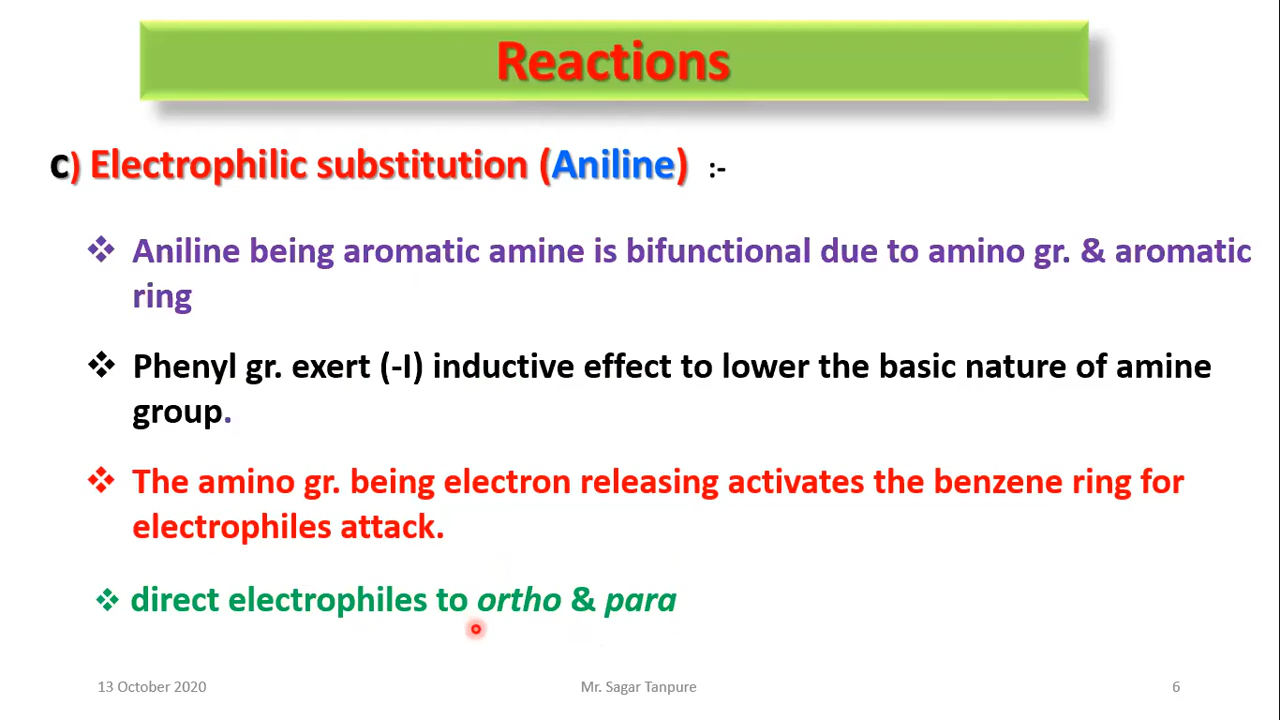 Reactions
c) Electrophilic substitution (Aniline) :-
❖ Aniline being aromatic amine is bifunctional due to amino gr. & aromatic
ring
❖ Phenyl gr. exert (-I) inductive effect to lower the basic nature of amine
group.
❖ The amino gr. being electron releasing activates the benzene ring for
electrophiles attack.
❖ direct electrophiles to ortho & para
13 October 2020 Mr. Sagar Tanpure 6